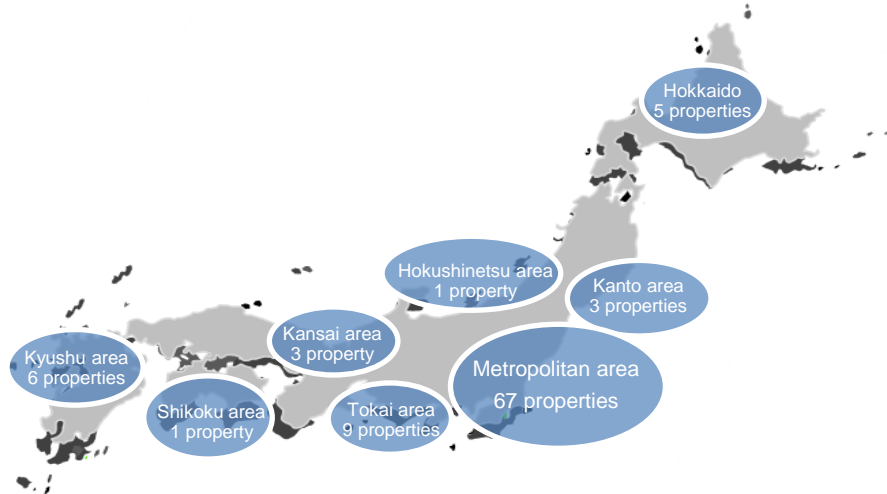 Hokkaido
5 properties
Hokushinetsu area
1 property
Kanto area
3 properties
Kansai area
3 property
Kyushu area
6 properties
Metropolitan area
67 properties
Shikoku area
1 property
Tokai area
9 properties